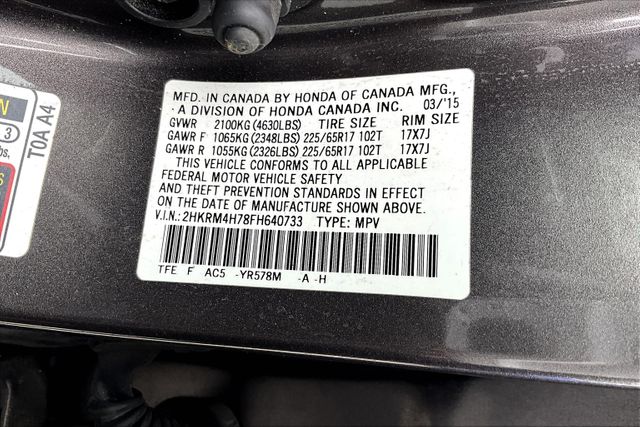 MFD. IN CANADA BY HONDA OF CANADA MFG.,
A DIVISION OF HONDA CANADA INC. 03/'15
GVWR 2100KG(4630LBS) TIRE SIZE RIM SIZE
GAWR F 1065KG(2348LBS) 225/65R17 102T 17X7J
GAWR R 1055KG(2326LBS) 225/65R17 102T 17X7J
THIS VEHICLE CONFORMS TO ALL APPLICABLE
FEDERAL MOTOR VEHICLE SAFETY
AND THEFT PREVENTION STANDARDS IN EFFECT
ON THE DATE OF MANUFACTURE SHOWN ABOVE.
V.I.N.: 2HKRM4H78FH640733 TYPE: MPV
TFE F AC5 -YR578M -A -H
3
T0A A4